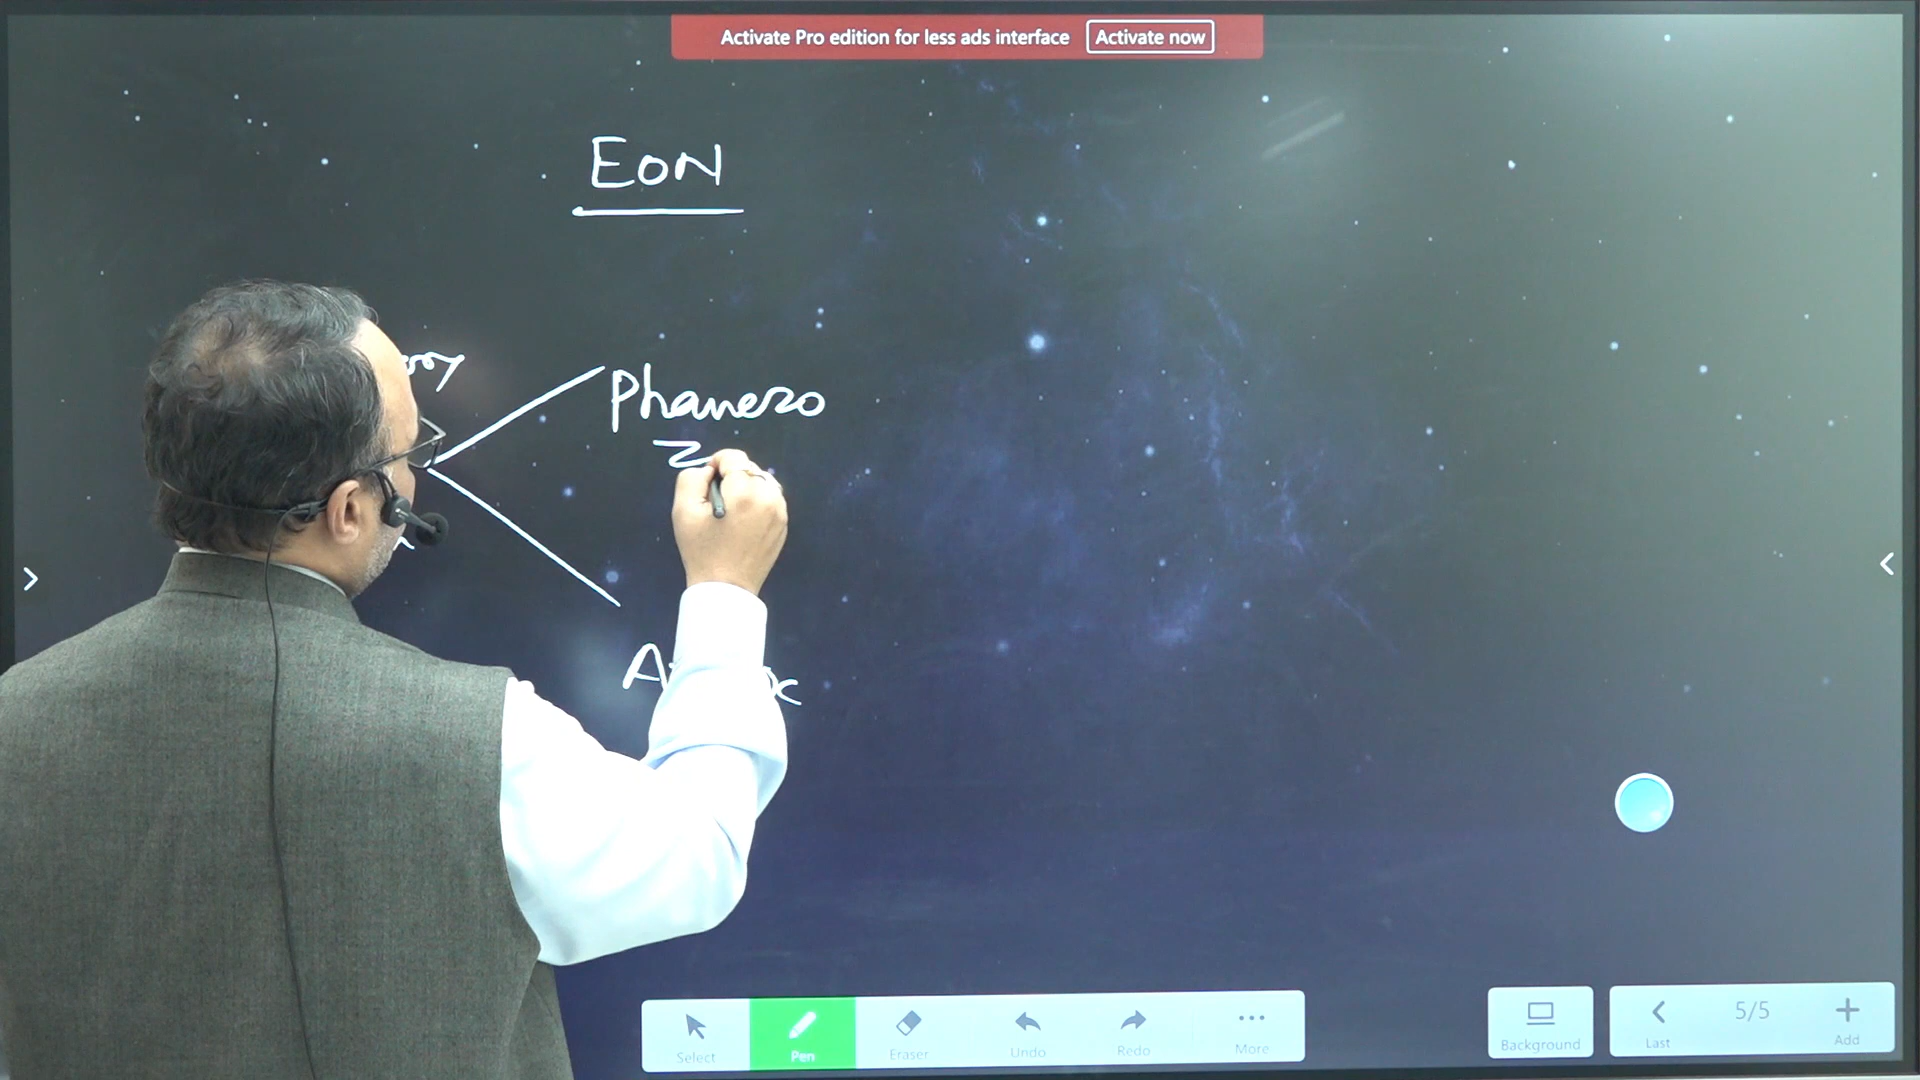 Activate Pro edition for less ads interface Activate now
EON
Phanero
Z
Select Pen Eraser Undo Redo More
Background
Last 5/5 Add